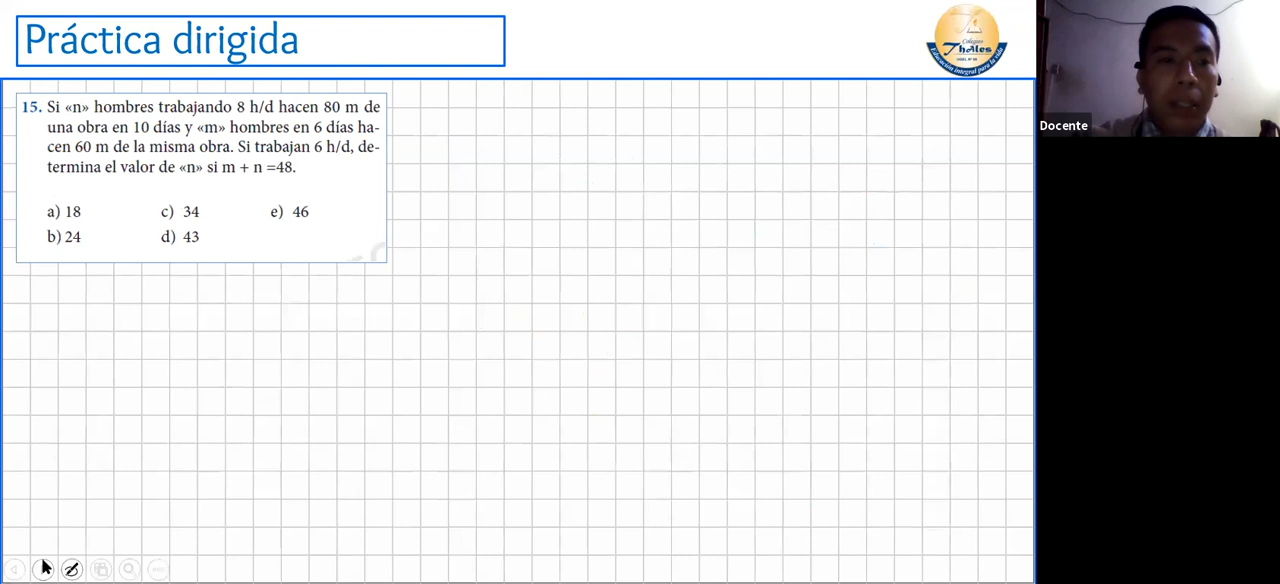 Práctica dirigida
Colegio
Thales
Educación integral para la vida
Docente
15. Si «n» hombres trabajando 8 h/d hacen 80 m de
una obra en 10 días y «m» hombres en 6 días ha-
cen 60 m de la misma obra. Si trabajan 6 h/d, de-
termina el valor de «n» si m + n =48.
a) 18 c) 34 e) 46
b) 24 d) 43